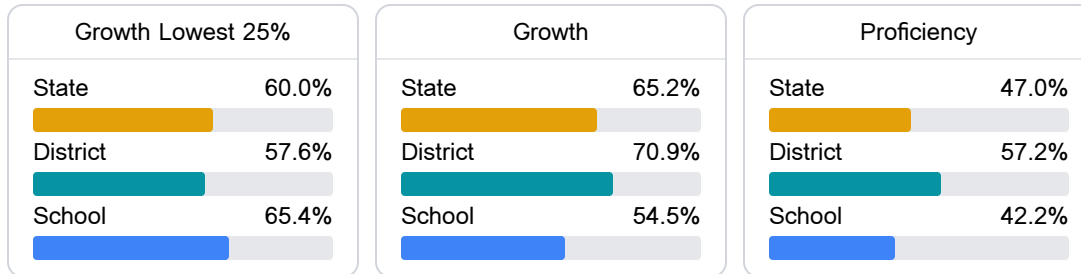 Growth Lowest 25%
State 60.0%
District 57.6%
School 65.4%
Growth
State 65.2%
District 70.9%
School 54.5%
Proficiency
State 47.0%
District 57.2%
School 42.2%